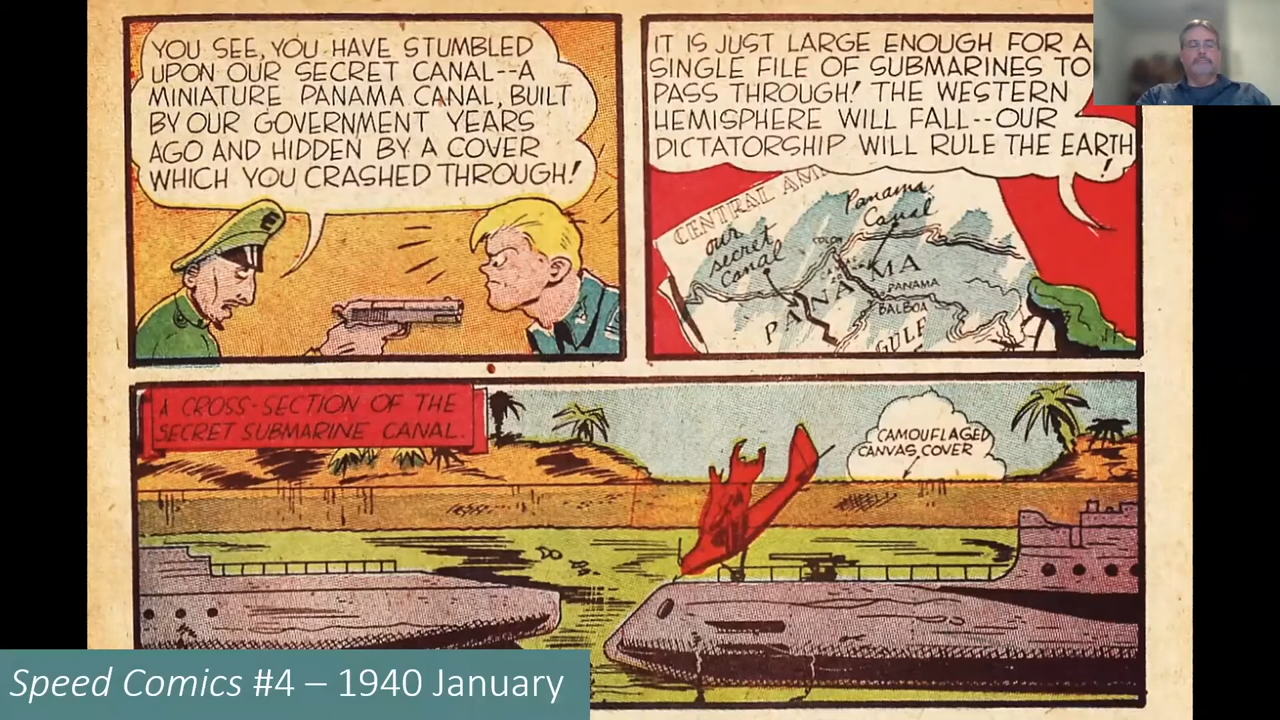 YOU SEE, YOU HAVE STUMBLED
UPON OUR SECRET CANAL--A
MINIATURE PANAMA CANAL, BUILT
BY OUR GOVERNMENT YEARS
AGO AND HIDDEN BY A COVER
WHICH YOU CRASHED THROUGH!
IT IS JUST LARGE ENOUGH FOR A
SINGLE FILE OF SUBMARINES TO
PASS THROUGH! THE WESTERN
HEMISPHERE WILL FALL--OUR
DICTATORSHIP WILL RULE THE EARTH
!
CENTRAL AM
Panama
Canal
our
secret
Canal
COLON
PANAMA
PANAMA
BALBOA
GULF
A CROSS-SECTION OF THE
SECRET SUBMARINE CANAL.
CAMOUFLAGED
CANVAS COVER
Speed Comics #4 – 1940 January